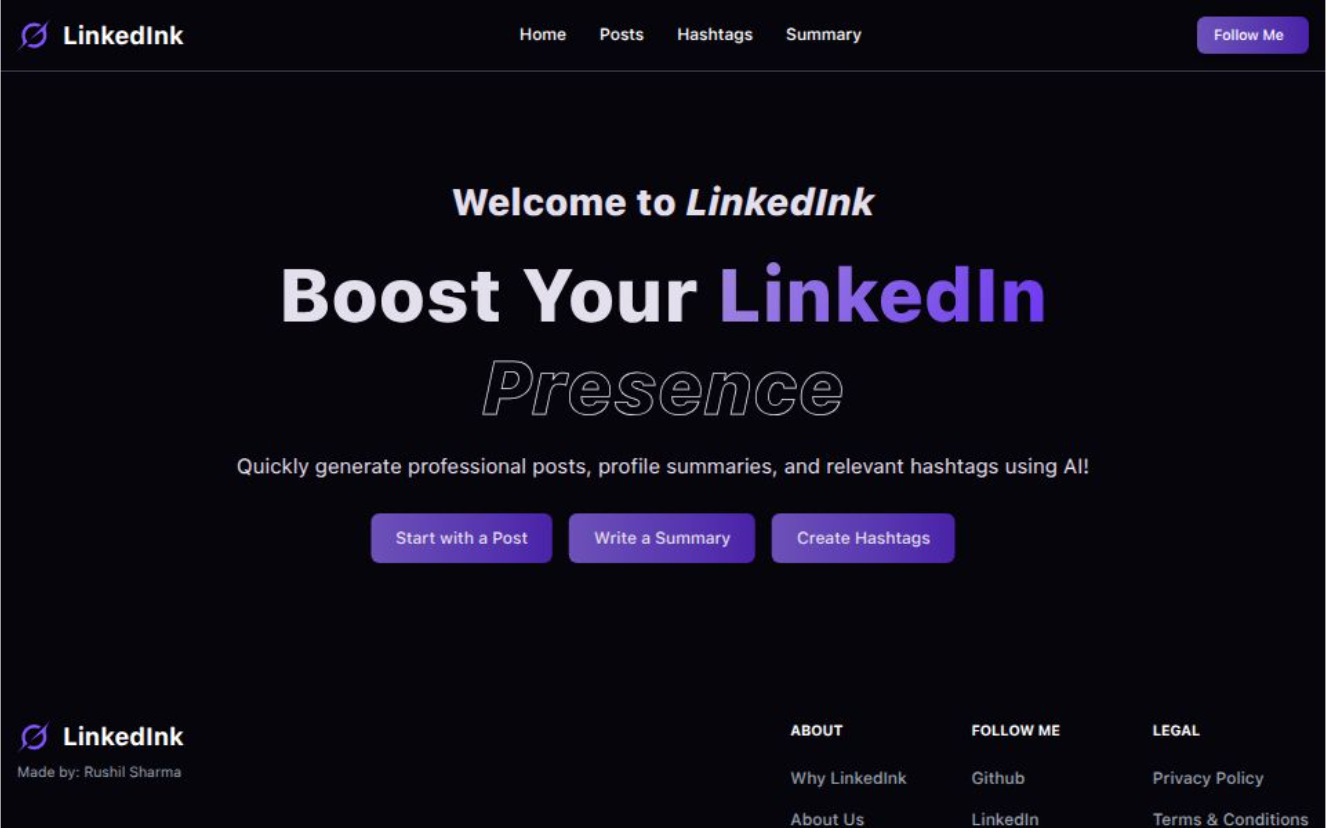 LinkedInk
Home Posts Hashtags Summary
Follow Me
Welcome to LinkedInk
Boost Your LinkedIn
Presence
Quickly generate professional posts, profile summaries, and relevant hashtags using AI!
Start with a Post Write a Summary Create Hashtags
LinkedInk
Made by: Rushil Sharma
ABOUT
Why LinkedInk
About Us
FOLLOW ME
Github
LinkedIn
LEGAL
Privacy Policy
Terms & Conditions